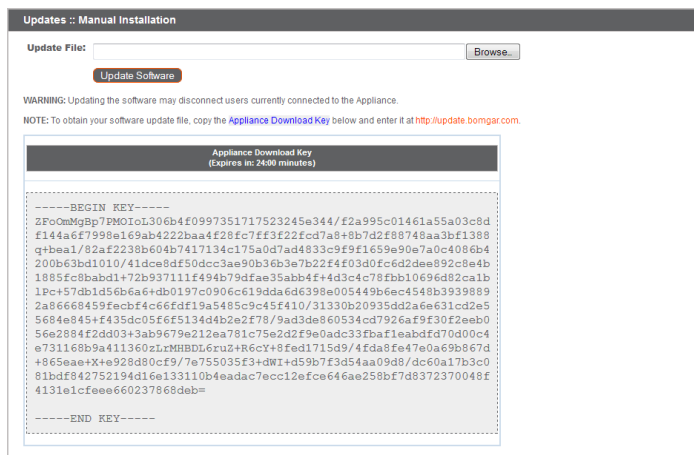 Updates :: Manual Installation
Update File:
Browse..
Update Software
WARNING: Updating the software may disconnect users currently connected to the Appliance.
NOTE: To obtain your software update file, copy the Appliance Download Key below and enter it at http://update.bomgar.com.
Appliance Download Key
(Expires in: 24:00 minutes)
-----BEGIN KEY-----
ZFoOmMgBp7PMOIoL306b4f0997351717523245e344/f2a995c01461a55a03c8d
f144a6f7998e169ab4222baa4f28fc7ff3f22fcd7a8+8b7d2f88748aa3bf1388
q+bea1/82af2238b604b7417134c175a0d7ad4833c9f9f1659e90e7a0c4086b4
200b63bd1010/41dce8df50dcc3ae90b36b3e7b22f4f03d0fc6d2dee892c8e4b
1885fc8babd1+72b937111f494b79dfae35abb4f+4d3c4c78fbb10696d82ca1b
lPc+57db1d56b6a6+db0197c0906c619dda6d6398e005449b6ec4548b3939889
2a86668459fecbf4c66fdf19a5485c9c45f410/31330b20935dd2a6e631cd2e5
5684e845+f435dc05f6f5134d4b2e2f78/9ad3de860534cd7926af9f30f2eeb0
56e2884f2dd03+3ab9679e212ea781c75e2d2f9e0adc33fbaf1eabdfd70d00c4
e731168b9a411360zLrMHBDL6ruZ+R6cY+8fed1715d9/4fda8fe47e0a69b867d
+865eae+X+e928d80cf9/7e755035f3+dWI+d59b7f3d54aa09d8/dc60a17b3c0
81bdf842752194d16e133110b4eadac7ecc12efce646ae258bf7d8372370048f
4131e1cfeee660237868deb=
-----END KEY-----